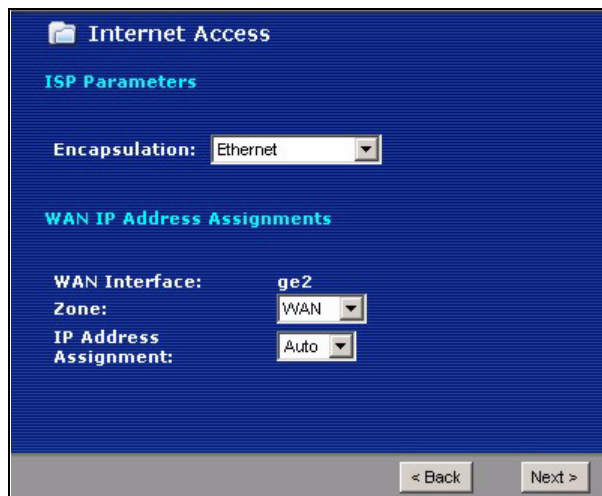 Internet Access
ISP Parameters
Encapsulation: Ethernet
WAN IP Address Assignments
WAN Interface: ge2
Zone: WAN
IP Address
Assignment: Auto
< Back Next >